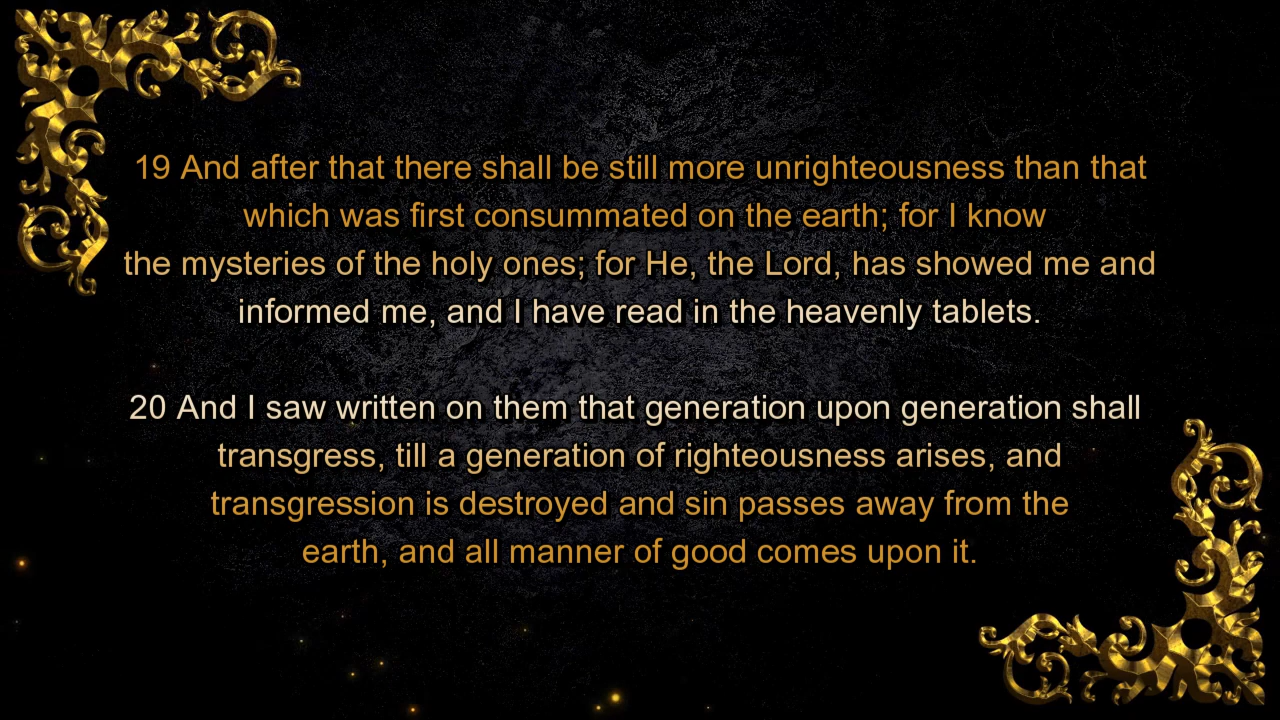 19 And after that there shall be still more unrighteousness than that
which was first consummated on the earth; for I know
the mysteries of the holy ones; for He, the Lord, has showed me and
informed me, and I have read in the heavenly tablets.
20 And I saw written on them that generation upon generation shall
transgress, till a generation of righteousness arises, and
transgression is destroyed and sin passes away from the
earth, and all manner of good comes upon it.